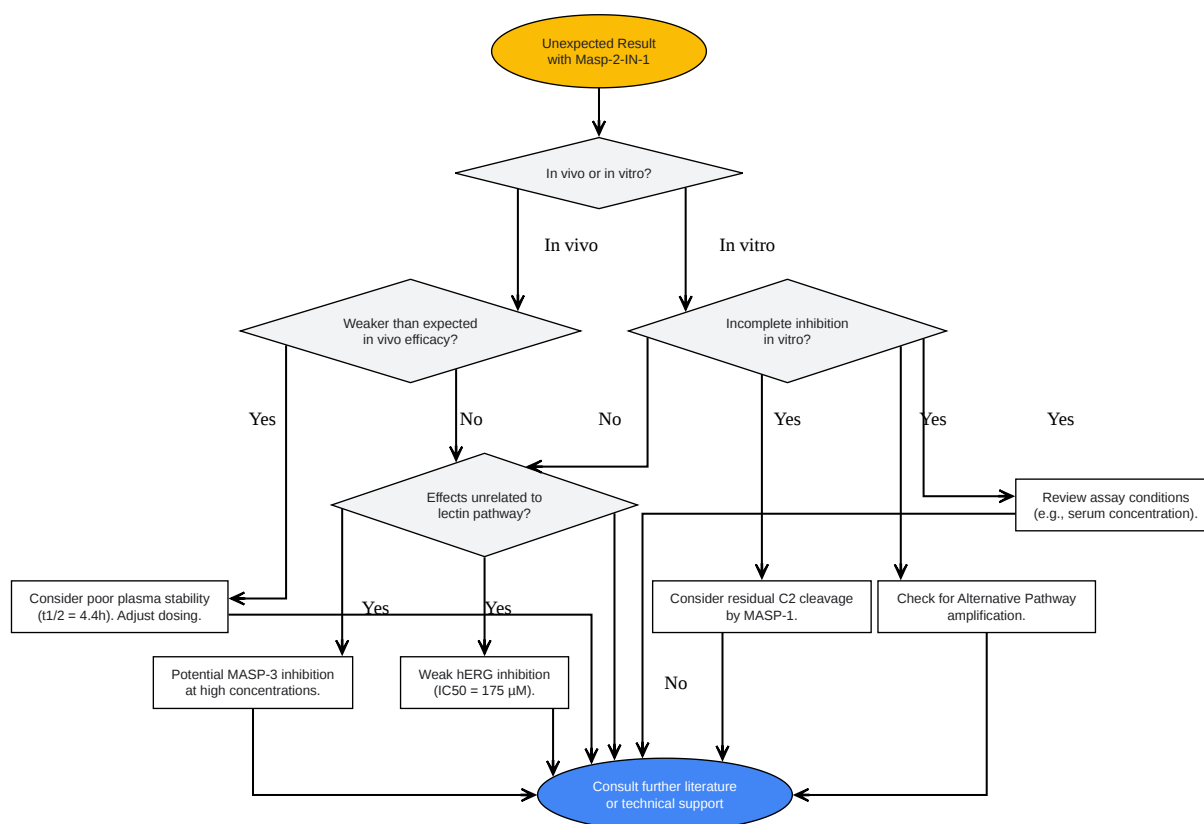 Unexpected Result
with Masp-2-IN-1
In vivo or in vitro?
In vivo
In vitro
Weaker than expected
in vivo efficacy?
Incomplete inhibition
in vitro?
Yes
No
No
Yes
Yes
Yes
Effects unrelated to
lectin pathway?
Review assay conditions
(e.g., serum concentration).
Consider poor plasma stability
(t1/2 = 4.4h). Adjust dosing.
Yes
Yes
Consider residual C2 cleavage
by MASP-1.
Check for Alternative Pathway
amplification.
Potential MASP-3 inhibition
at high concentrations.
Weak hERG inhibition
(IC50 = 175 µM).
No
Consult further literature
or technical support